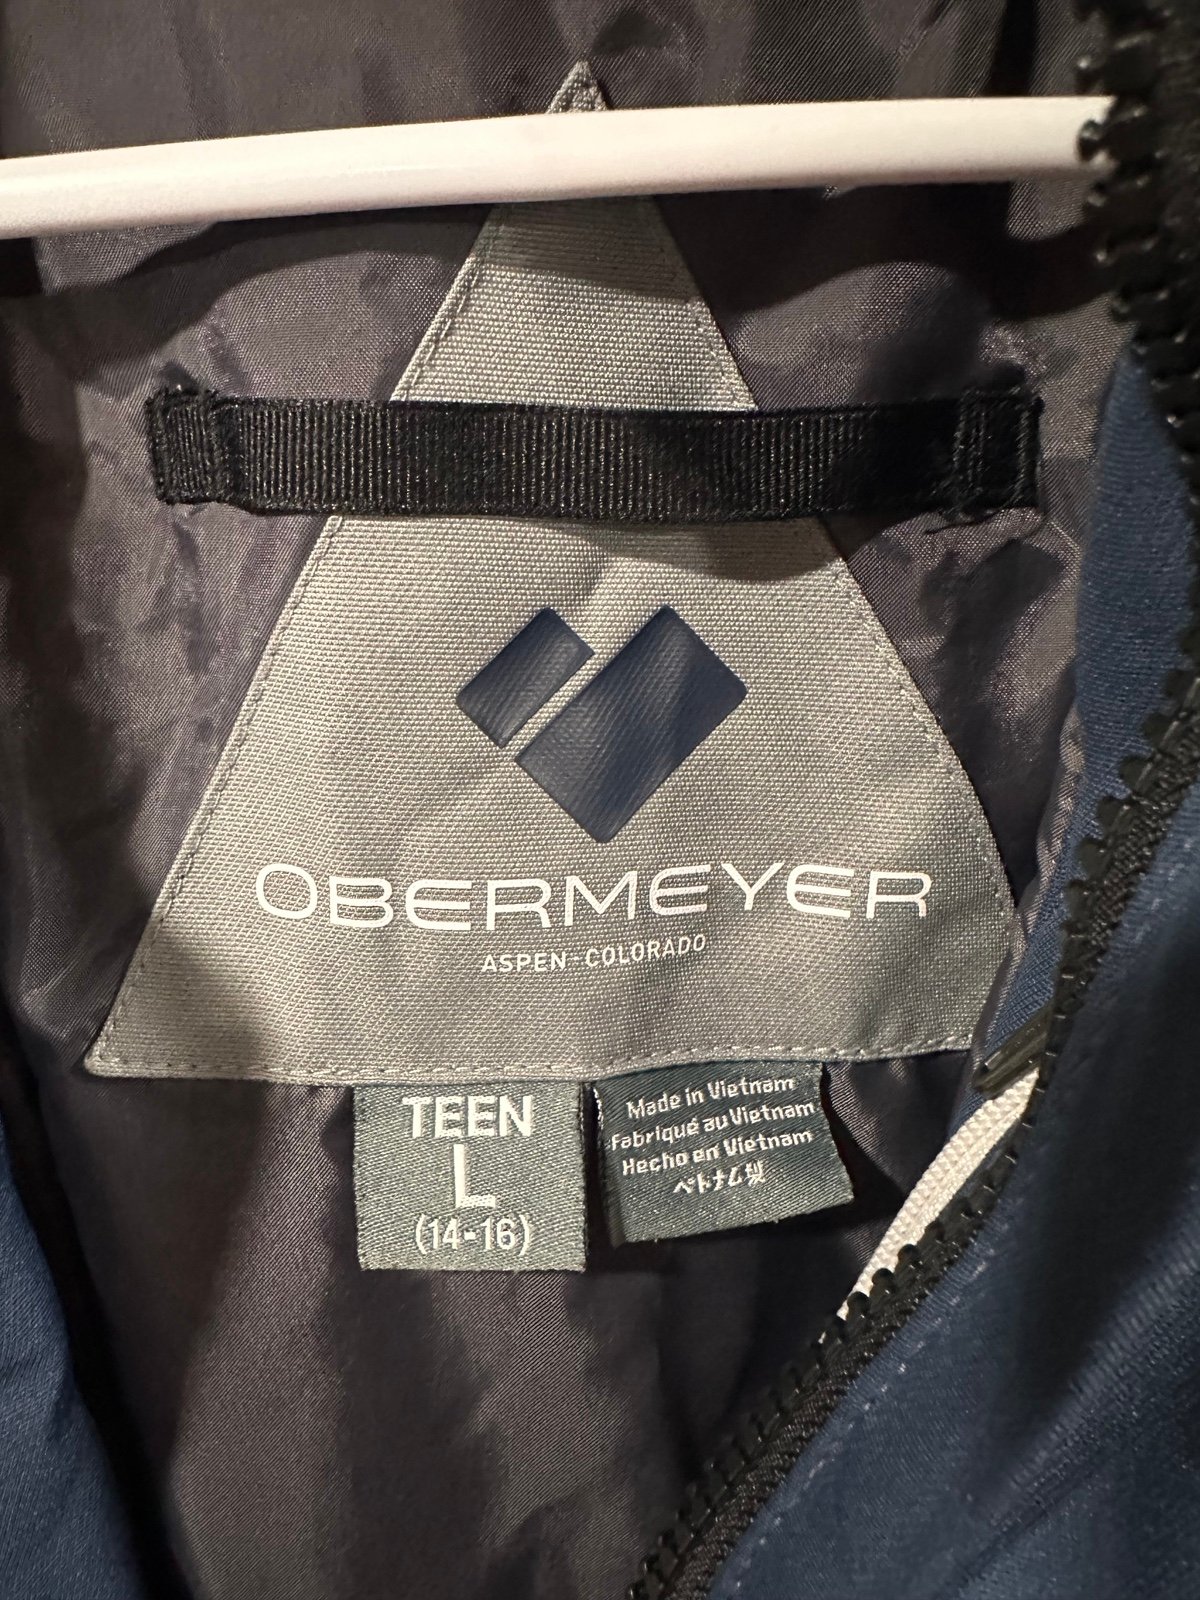 OBERMEYER
ASPEN-COLORADO
TEEN
L
(14-16)
Made in Vietnam
Fabriqué au Vietnam
Hecho en Vietnam
ベトナム製